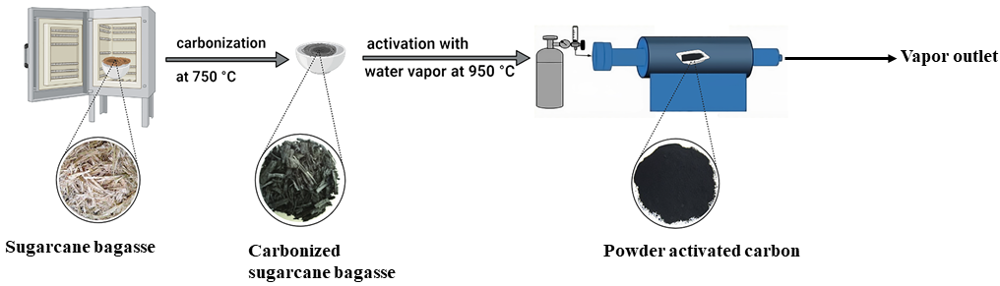 carbonization
at 750 °C
activation with
water vapor at 950 °C
Vapor outlet
Sugarcane bagasse
Carbonized
sugarcane bagasse
Powder activated carbon